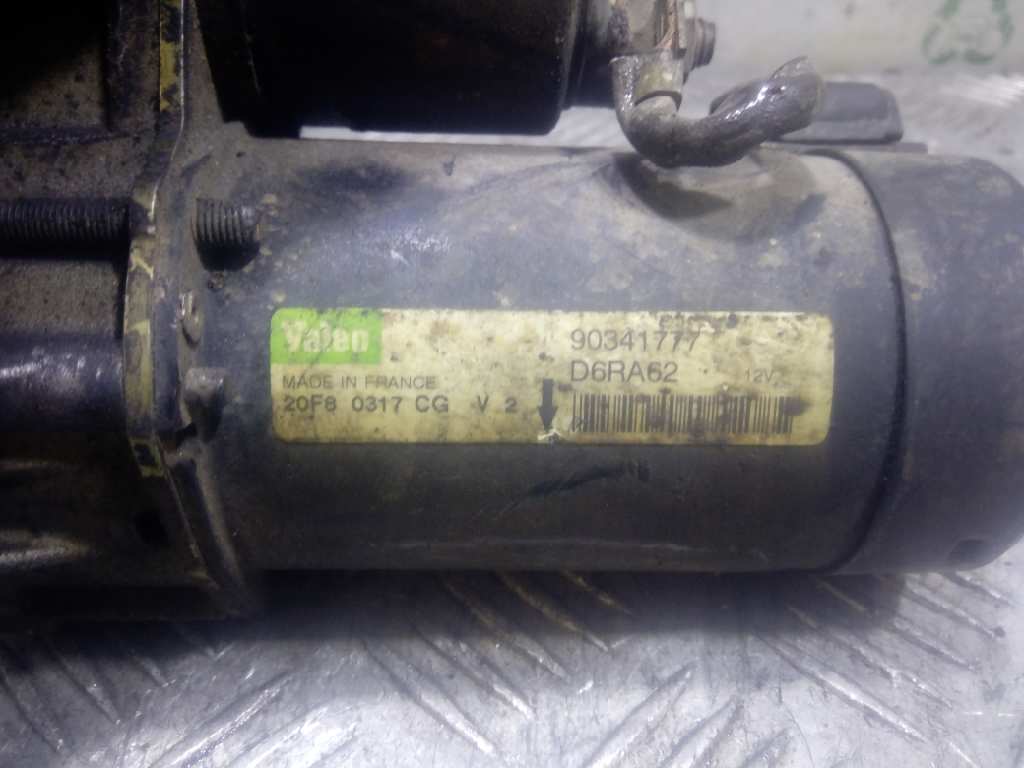 Valeo
MADE IN FRANCE
20F8 0317 CG V 2
90341777
D6RA62 12V